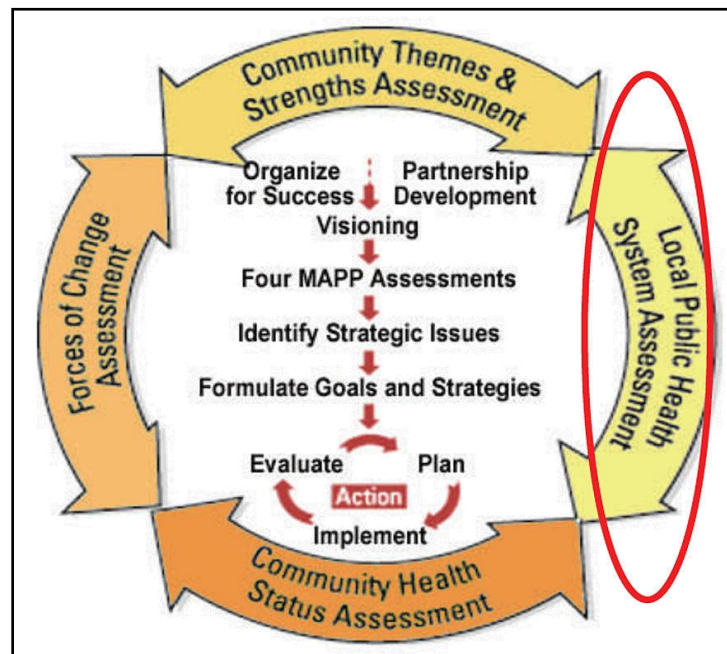 Community Themes &
Strengths Assessment
Organize
for Success
Partnership
Development
Visioning
Four MAPP Assessments
Identify Strategic Issues
Formulate Goals and Strategies
Evaluate
Plan
Action
Implement
Forces of Change
Assessment
Local Public Health
System Assessment
Community Health
Status Assessment